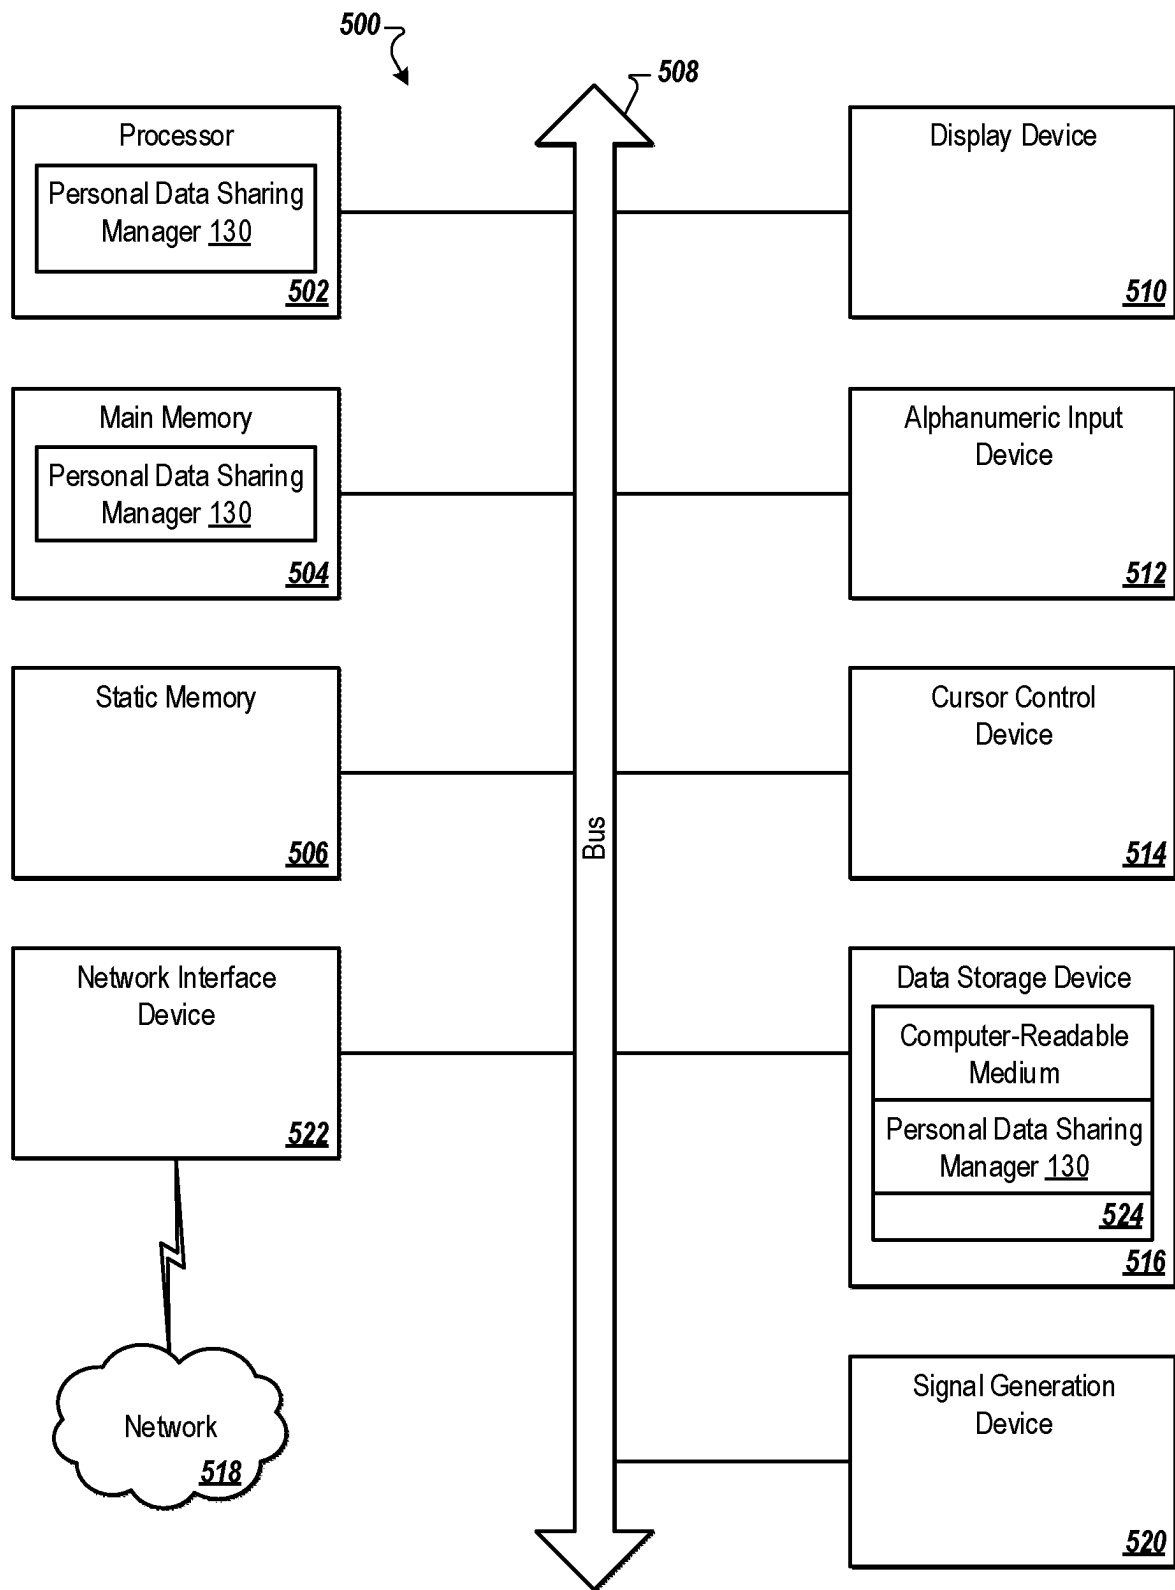 500
508
Processor
Personal Data Sharing
Manager 130
502
Display Device
510
Main Memory
Personal Data Sharing
Manager 130
504
Alphanumeric Input
Device
512
Static Memory
506
Cursor Control
Device
514
Bus
Network Interface
Device
522
Data Storage Device
Computer-Readable
Medium
Personal Data Sharing
Manager 130
524
516
Network
518
Signal Generation
Device
520